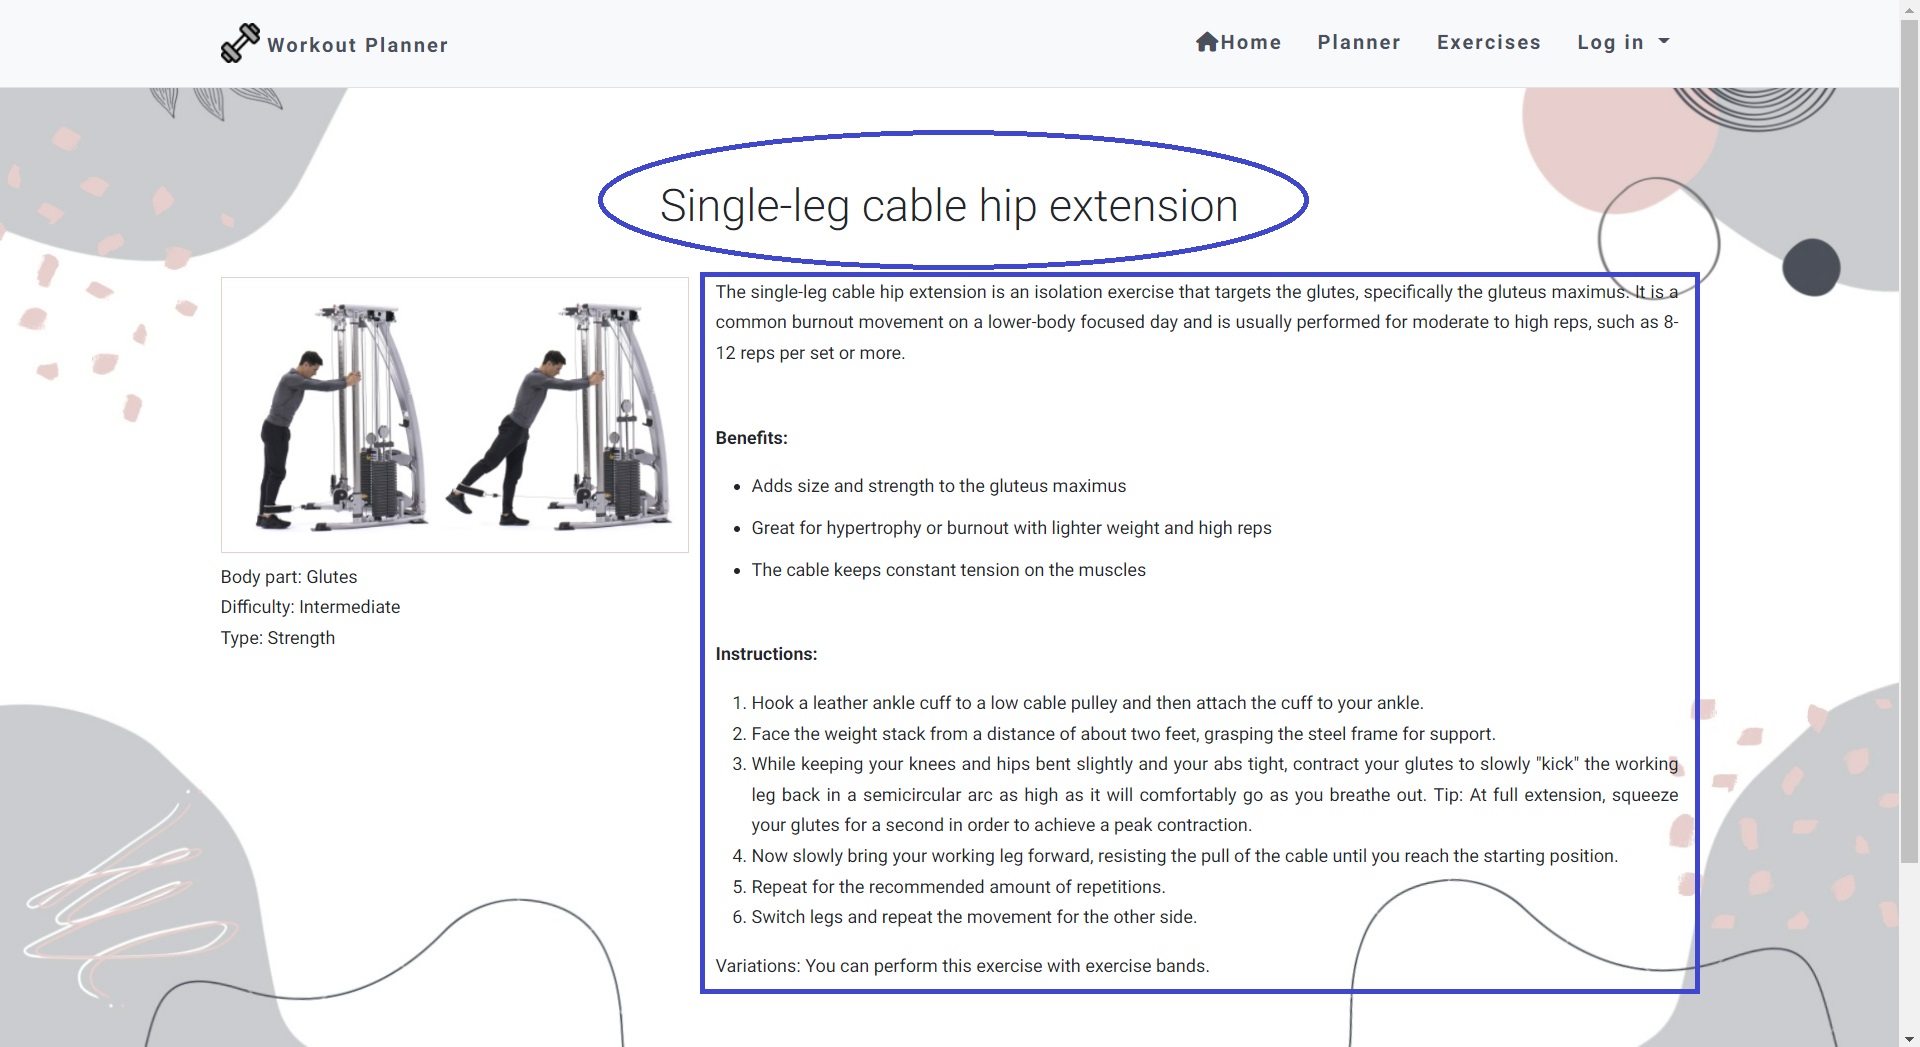 Workout Planner
Home
Planner
Exercises
Log in
Single-leg cable hip extension
The single-leg cable hip extension is an isolation exercise that targets the glutes, specifically the gluteus maximus. It is a
common burnout movement on a lower-body focused day and is usually performed for moderate to high reps, such as 8-
12 reps per set or more.
Benefits:
• Adds size and strength to the gluteus maximus
• Great for hypertrophy or burnout with lighter weight and high reps
• The cable keeps constant tension on the muscles
Body part: Glutes
Difficulty: Intermediate
Type: Strength
Instructions:
1. Hook a leather ankle cuff to a low cable pulley and then attach the cuff to your ankle.
2. Face the weight stack from a distance of about two feet, grasping the steel frame for support.
3. While keeping your knees and hips bent slightly and your abs tight, contract your glutes to slowly "kick" the working
leg back in a semicircular arc as high as it will comfortably go as you breathe out. Tip: At full extension, squeeze
your glutes for a second in order to achieve a peak contraction.
4. Now slowly bring your working leg forward, resisting the pull of the cable until you reach the starting position.
5. Repeat for the recommended amount of repetitions.
6. Switch legs and repeat the movement for the other side.
Variations: You can perform this exercise with exercise bands.